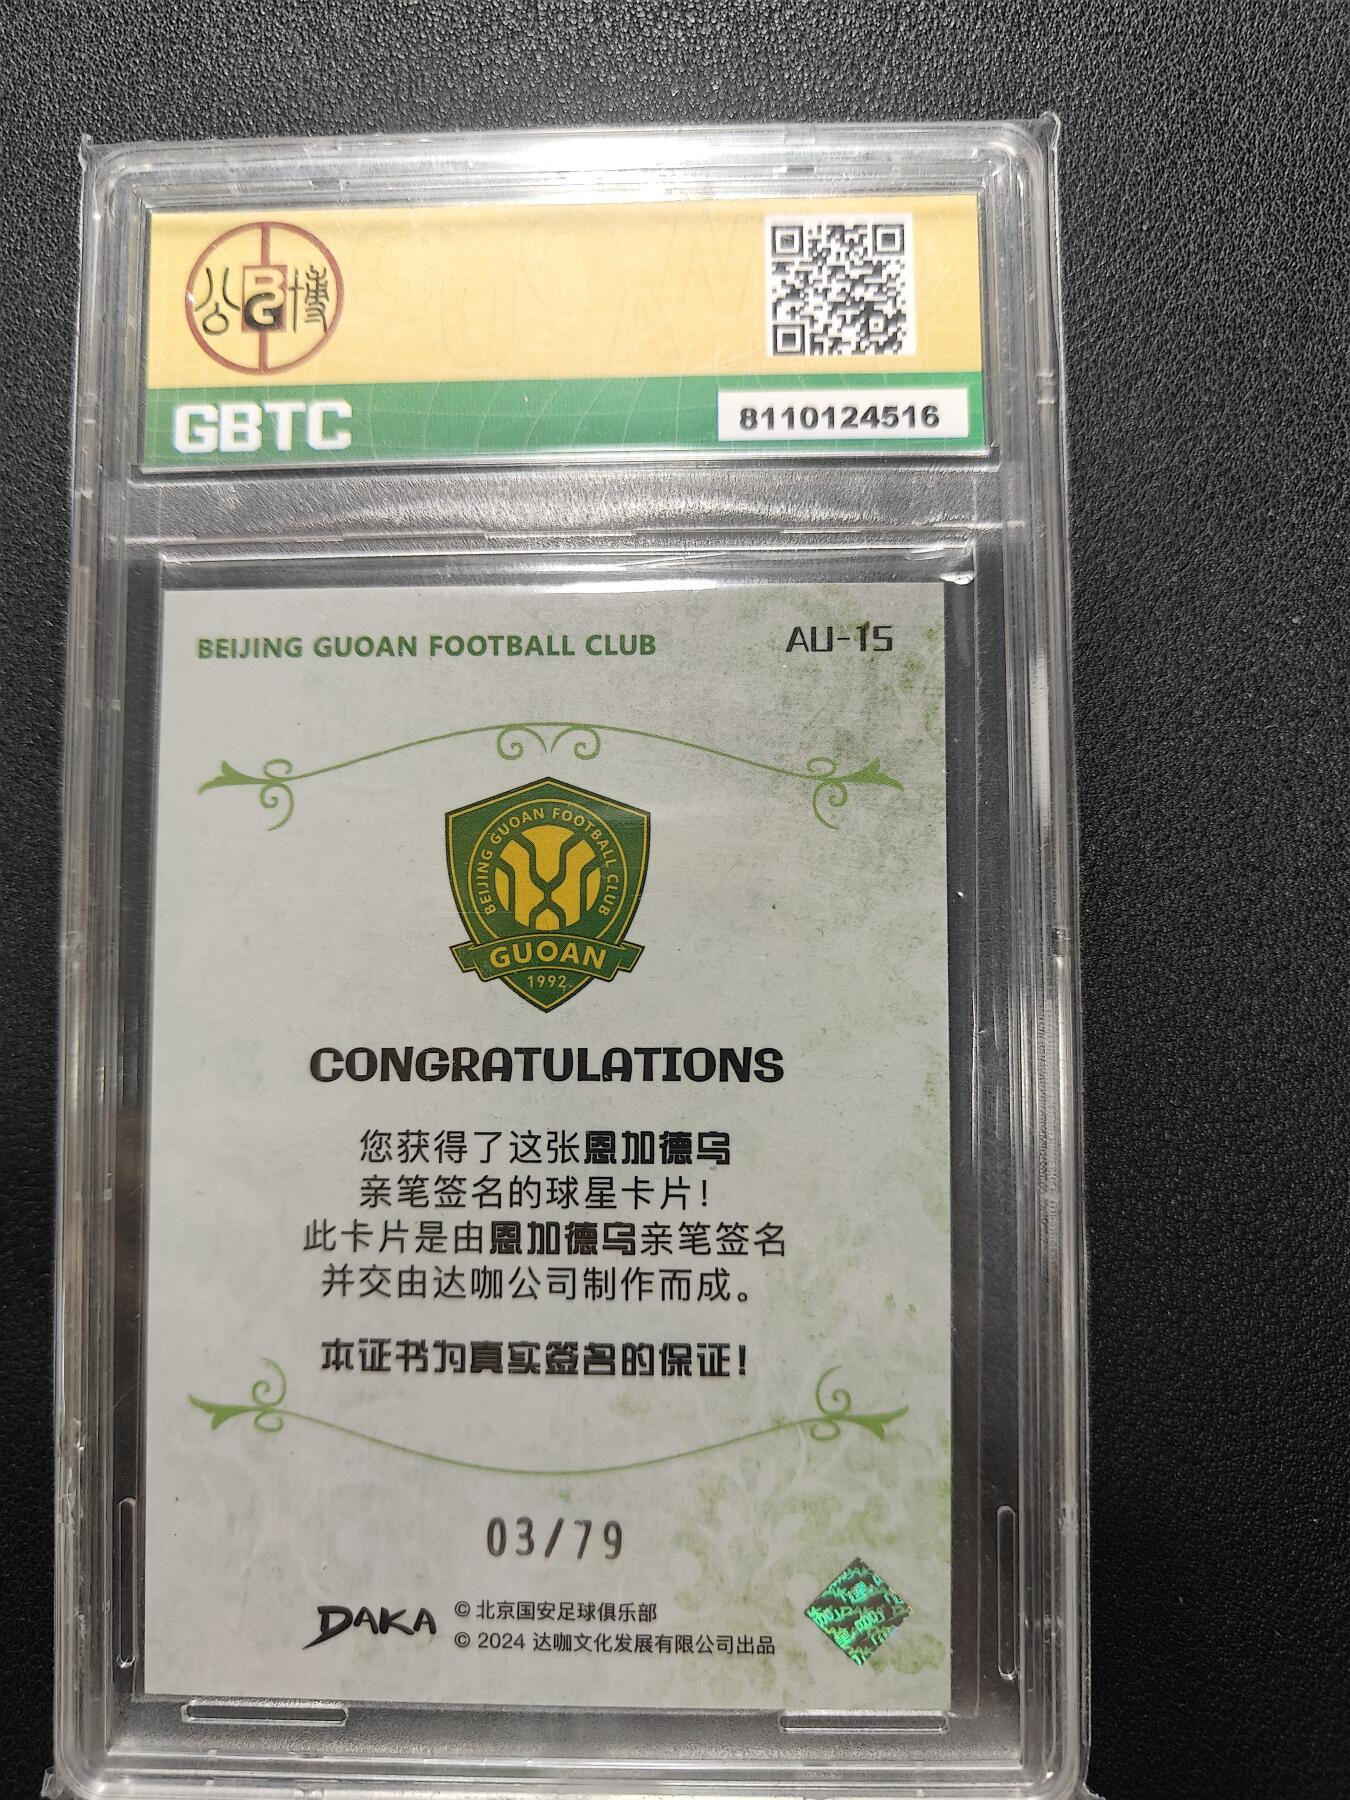 公 BG 博
GBTC
8110124516
BEIJING GUOAN FOOTBALL CLUB
AU-15
BEIJING GUOAN FOOTBALL CLUB
GUOAN
1992
CONGRATULATIONS
您获得了这张恩加德乌
亲笔签名的球星卡片!
此卡片是由恩加德乌亲笔签名
并交由达咖公司制作而成。
本证书为真实签名的保证!
03/79
DAKA
© 北京国安足球俱乐部
© 2024 达咖文化发展有限公司出品